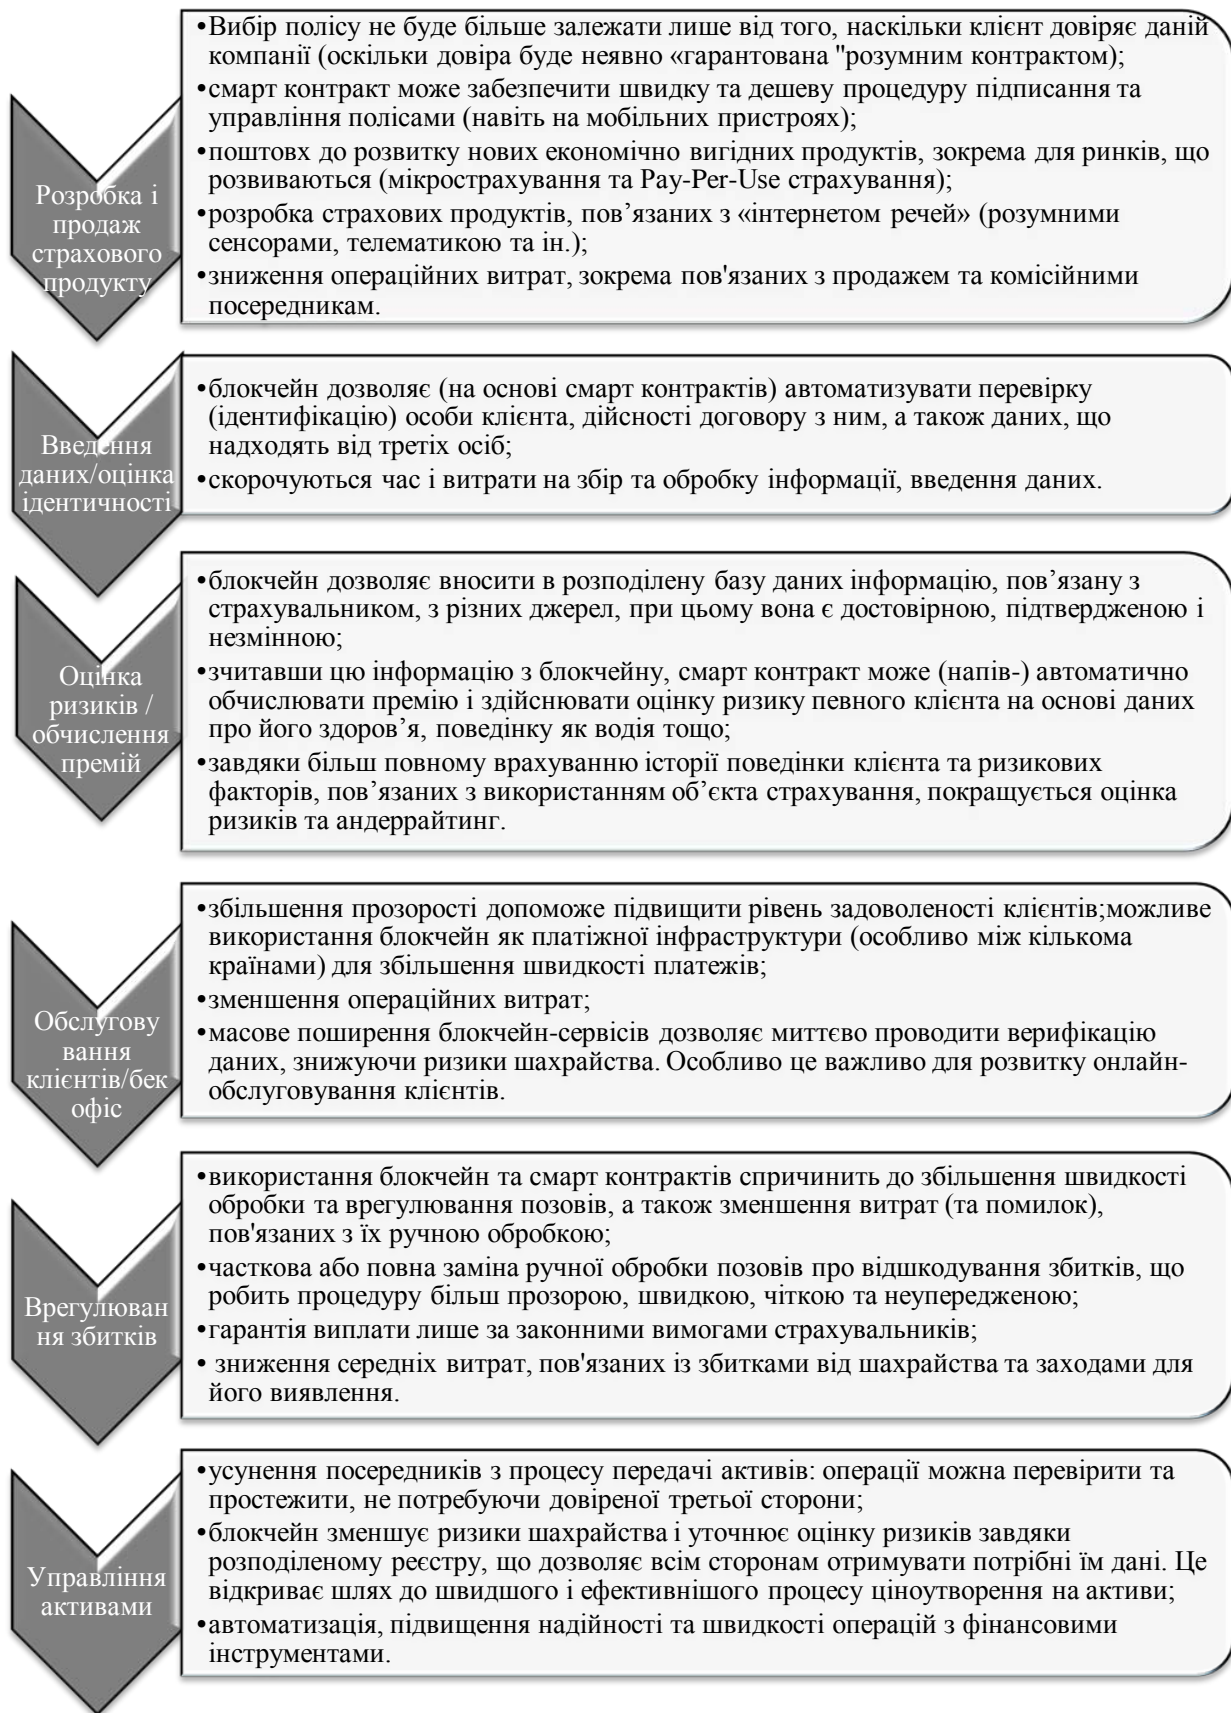 Розробка і
продаж
страхового
продукту
•Вибір полісу не буде більше залежати лише від того, наскільки клієнт довіряє даній
компанії (оскільки довіра буде неявно «гарантована "розумним контрактом);
•смарт контракт може забезпечити швидку та дешеву процедуру підписання та
управління полісами (навіть на мобільних пристроях);
•поштовх до розвитку нових економічно вигідних продуктів, зокрема для ринків, що
розвиваються (мікрострахування та Pay-Per-Use страхування);
•розробка страхових продуктів, пов’язаних з «інтернетом речей» (розумними
сенсорами, телематикою та ін.);
•зниження операційних витрат, зокрема пов'язаних з продажем та комісійними
посередникам.
Введення
даних/оцінка
ідентичності
•блокчейн дозволяє (на основі смарт контрактів) автоматизувати перевірку
(ідентифікацію) особи клієнта, дійсності договору з ним, а також даних, що
надходять від третіх осіб;
•скорочуються час і витрати на збір та обробку інформації, введення даних.
Оцінка
ризиків /
обчислення
премій
•блокчейн дозволяє вносити в розподілену базу даних інформацію, пов’язану з
страхувальником, з різних джерел, при цьому вона є достовірною, підтвердженою і
незмінною;
•зчитавши цю інформацію з блокчейну, смарт контракт може (напів-) автоматично
обчислювати премію і здійснювати оцінку ризику певного клієнта на основі даних
про його здоров’я, поведінку як водія тощо;
•завдяки більш повному врахуванню історії поведінки клієнта та ризикових
факторів, пов’язаних з використанням об’єкта страхування, покращується оцінка
ризиків та андеррайтинг.
Обслугову
вання
клієнтів/бек
офіс
•збільшення прозорості допоможе підвищити рівень задоволеності клієнтів;можливе
використання блокчейн як платіжної інфраструктури (особливо між кількома
країнами) для збільшення швидкості платежів;
•зменшення операційних витрат;
•масове поширення блокчейн-сервісів дозволяє миттєво проводити верифікацію
даних, знижуючи ризики шахрайства. Особливо це важливо для розвитку онлайн-
обслуговування клієнтів.
Врегулюван
ня збитків
•використання блокчейн та смарт контрактів спричинить до збільшення швидкості
обробки та врегулювання позовів, а також зменшення витрат (та помилок),
пов'язаних з їх ручною обробкою;
•часткова або повна заміна ручної обробки позовів про відшкодування збитків, що
робить процедуру більш прозорою, швидкою, чіткою та неупередженою;
•гарантія виплати лише за законними вимогами страхувальників;
• зниження середніх витрат, пов'язаних із збитками від шахрайства та заходами для
його виявлення.
Управління
активами
•усунення посередників з процесу передачі активів: операції можна перевірити та
простежити, не потребуючи довіреної третьої сторони;
•блокчейн зменшує ризики шахрайства і уточнює оцінку ризиків завдяки
розподіленому реєстру, що дозволяє всім сторонам отримувати потрібні їм дані. Це
відкриває шлях до швидшого і ефективнішого процесу ціноутворення на активи;
•автоматизація, підвищення надійності та швидкості операцій з фінансовими
інструментами.